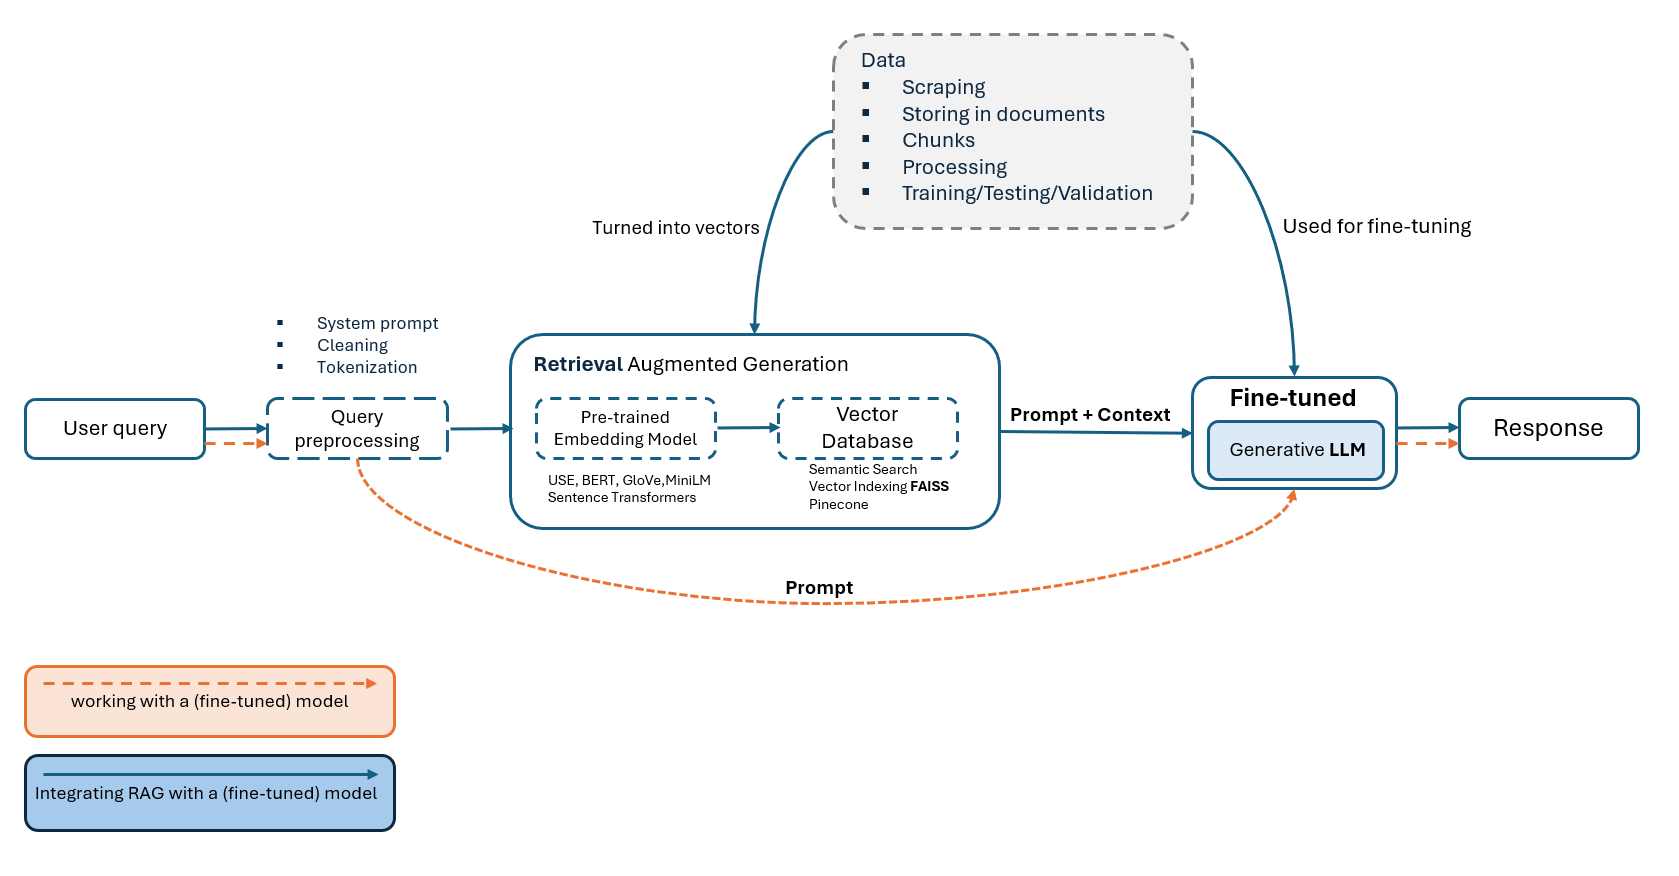 Data
▪ Scraping
▪ Storing in documents
▪ Chunks
▪ Processing
▪ Training/Testing/Validation
Turned into vectors
Used for fine-tuning
▪ System prompt
▪ Cleaning
▪ Tokenization
User query
Query
preprocessing
Retrieval Augmented Generation
Pre-trained
Embedding Model
USE, BERT, GloVe,MiniLM
Sentence Transformers
Vector
Database
Semantic Search
Vector Indexing FAISS
Pinecone
Prompt + Context
Fine-tuned
Generative LLM
Response
Prompt
working with a (fine-tuned) model
Integrating RAG with a (fine-tuned) model